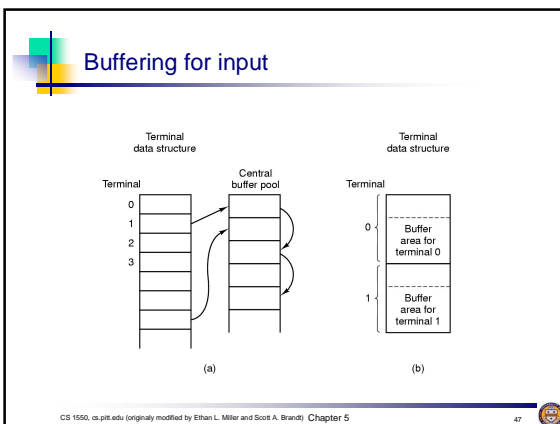 Buffering for input
Terminal
data structure
Terminal
0
1
2
3
Central
buffer pool
(a)
Terminal
data structure
Terminal
0
Buffer
area for
terminal 0
1
Buffer
area for
terminal 1
(b)
CS 1550, cs.pitt.edu (originaly modified by Ethan L. Miller and Scott A. Brandt) Chapter 5
47